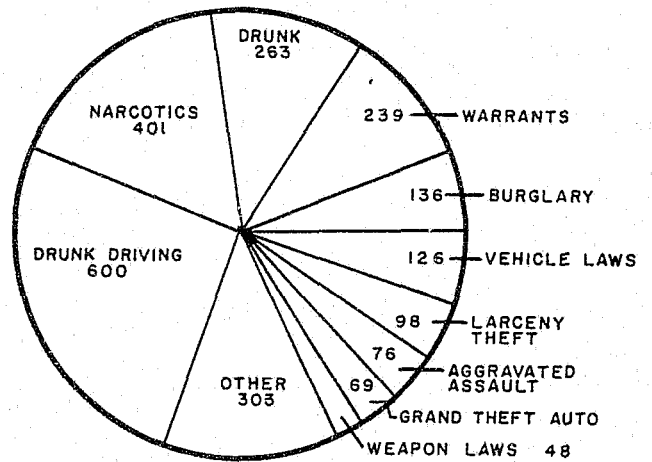 DRUNK
263
NARCOTICS
401
239 WARRANTS
136 BURGLARY
DRUNK DRIVING
600
126 VEHICLE LAWS
98 LARCENY
THEFT
76 AGGRAVATED
ASSAULT
OTHER
303
69 GRAND THEFT AUTO
WEAPON LAWS 48